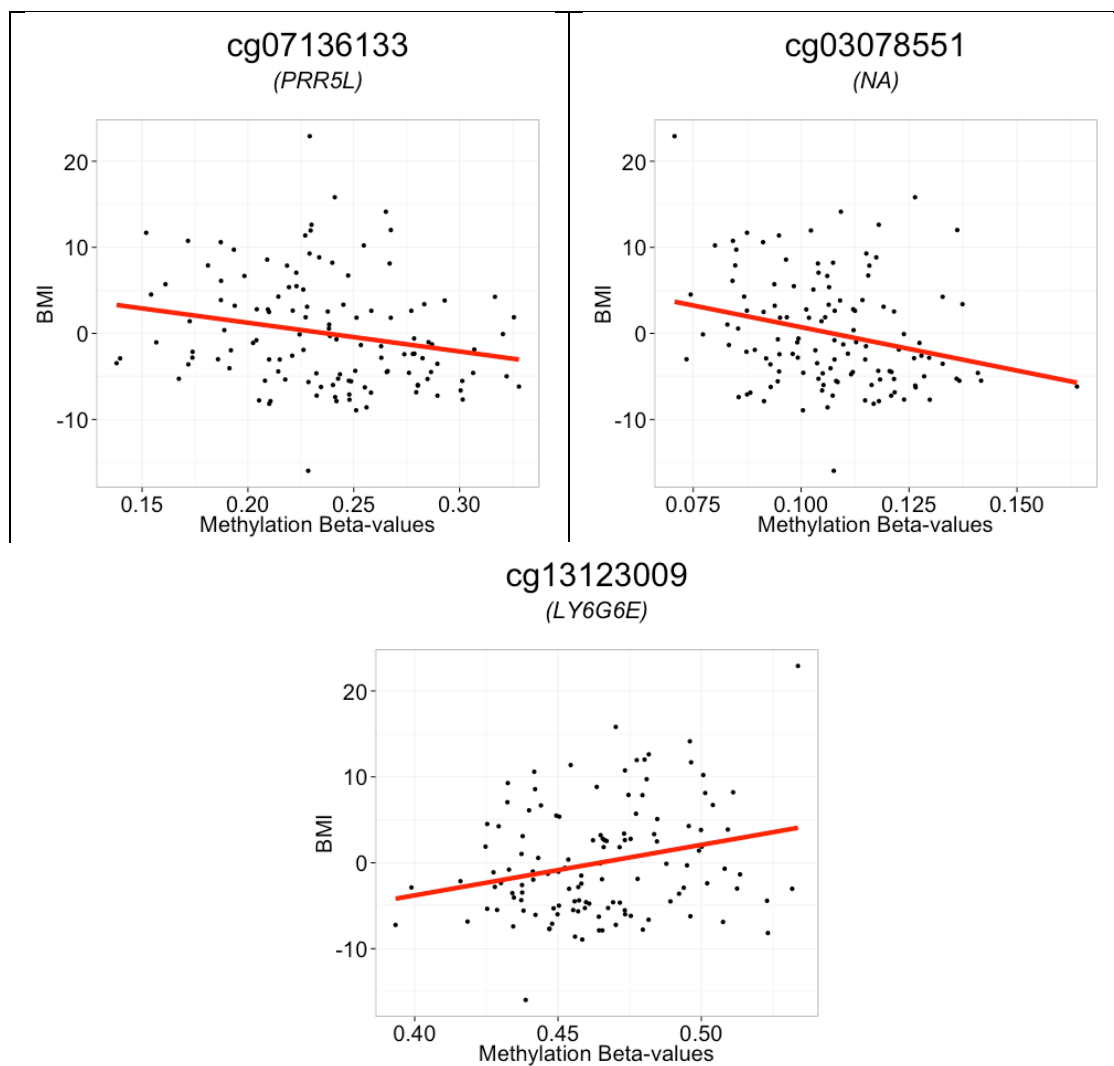 cg07136133
(PRR5L)
20
10
0
-10
BMI
0.15 0.20 0.25 0.30
Methylation Beta-values
cg03078551
(NA)
20
10
0
-10
BMI
0.075 0.100 0.125 0.150
Methylation Beta-values
cg13123009
(LY6G6E)
20
10
0
-10
BMI
0.40 0.45 0.50
Methylation Beta-values